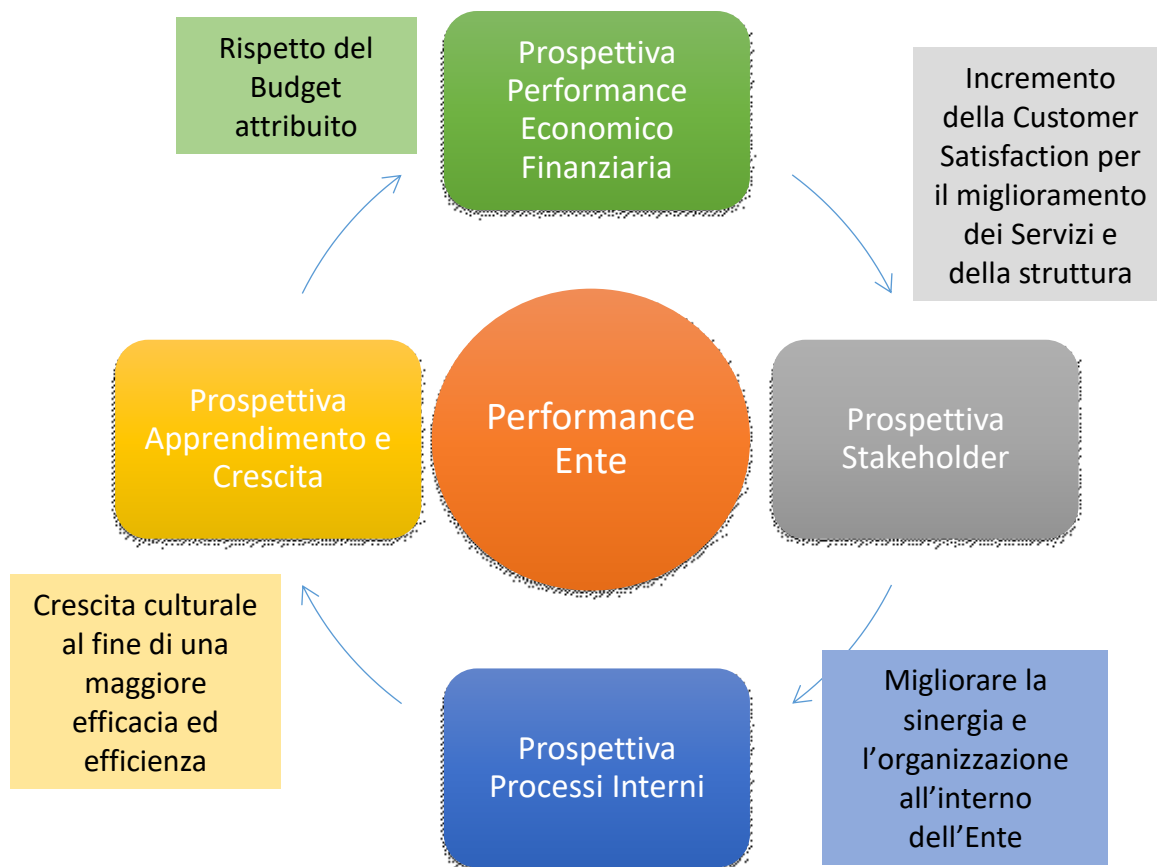 Rispetto del
Budget
attribuito
Prospettiva
Performance
Economico
Finanziaria
Incremento
della Customer
Satisfaction per
il miglioramento
dei Servizi e
della struttura
Prospettiva
Apprendimento e
Crescita
Performance
Ente
Prospettiva
Stakeholder
Crescita culturale
al fine di una
maggiore
efficacia ed
efficienza
Prospettiva
Processi Interni
Migliorare la
sinergia e
l’organizzazione
all’interno
dell’Ente